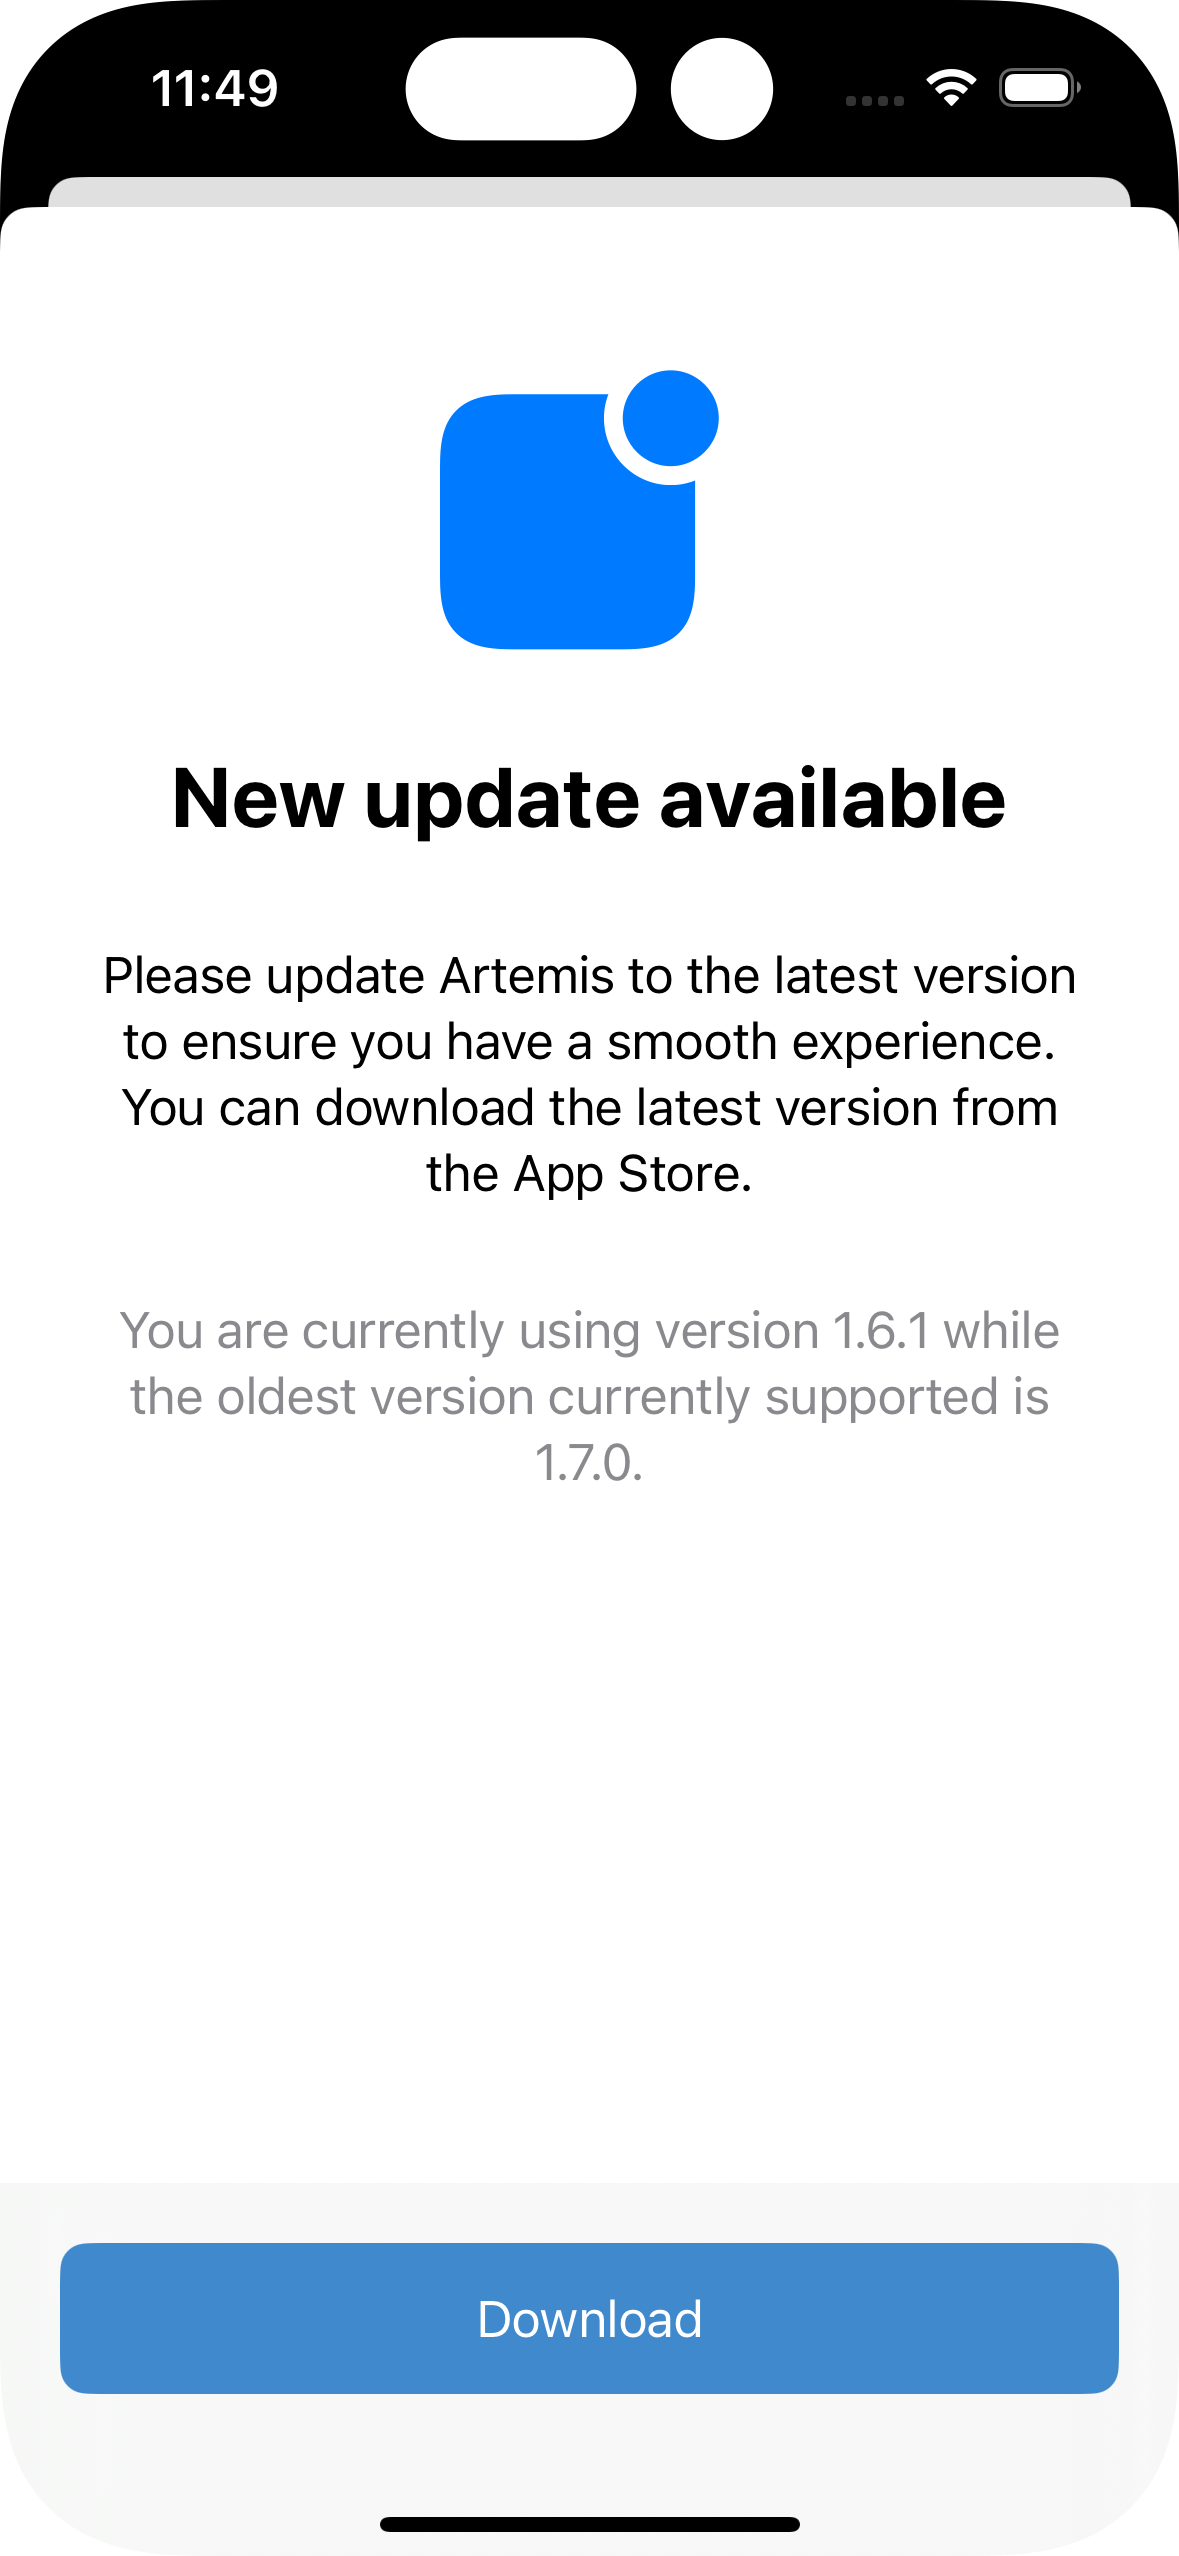 11:49
New update available
Please update Artemis to the latest version
to ensure you have a smooth experience.
You can download the latest version from
the App Store.
You are currently using version 1.6.1 while
the oldest version currently supported is
1.7.0.
Download